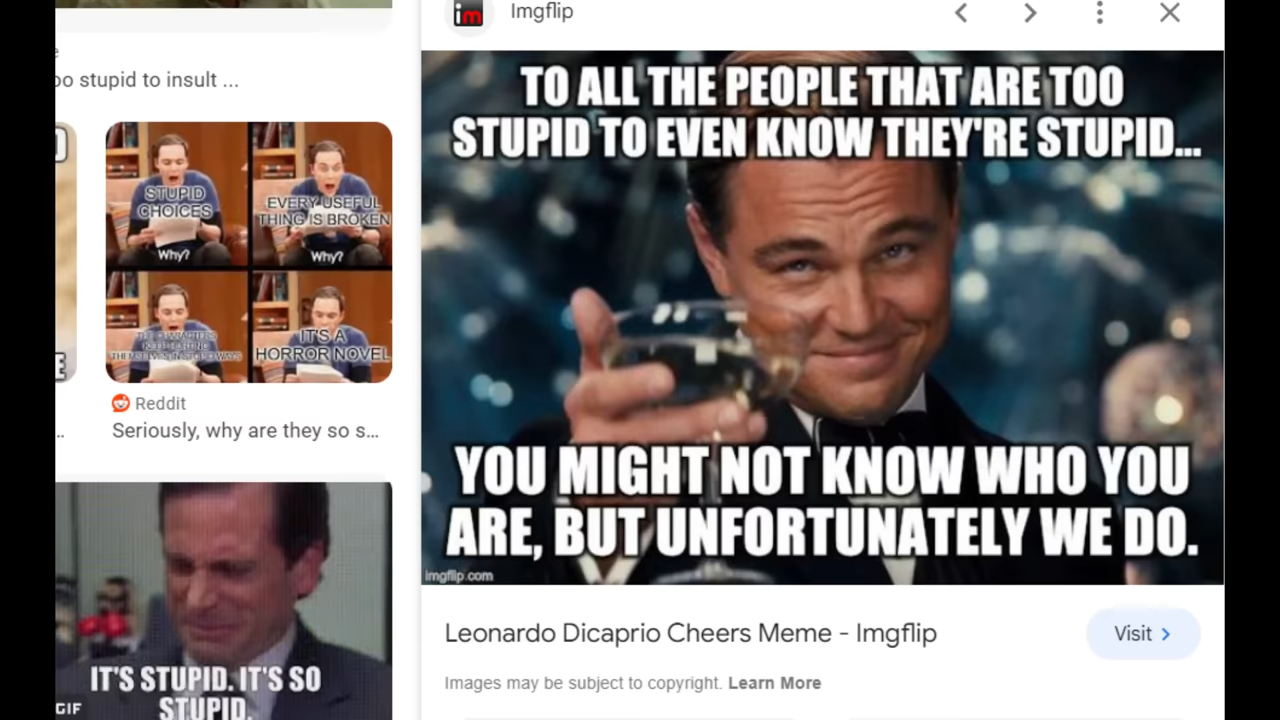 Imgflip
oo stupid to insult ...
STUPID
CHOICES
Why?
EVERY USEFUL
THING IS BROKEN
Why?
IT'S A
HORROR NOVEL
Reddit
Seriously, why are they so s...
IT'S STUPID. IT'S SO
STUPID.
GIF
TO ALL THE PEOPLE THAT ARE TOO
STUPID TO EVEN KNOW THEY'RE STUPID...
YOU MIGHT NOT KNOW WHO YOU
ARE, BUT UNFORTUNATELY WE DO.
imgflip.com
Leonardo Dicaprio Cheers Meme - Imgflip
Visit
Images may be subject to copyright. Learn More